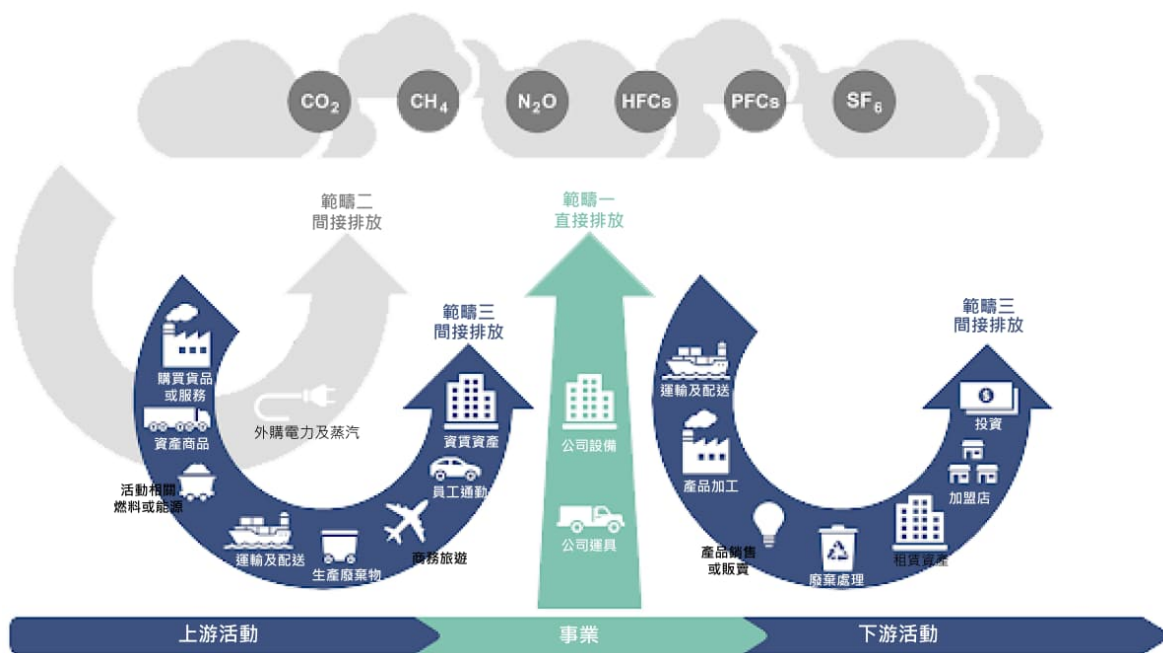 CO₂
CH₄
N₂O
HFCs
PFCs
SF₆
範疇二
間接排放
範疇一
直接排放
範疇三
間接排放
範疇三
間接排放
購買貨品
或服務
資產商品
活動相關
燃料或能源
運輸及配送
生產廢棄物
商務旅遊
員工通勤
資賃資產
外購電力及蒸汽
公司設備
公司運具
運輸及配送
產品加工
產品銷售
或販賣
廢棄處理
租賃資產
加盟店
投資
上游活動
事業
下游活動